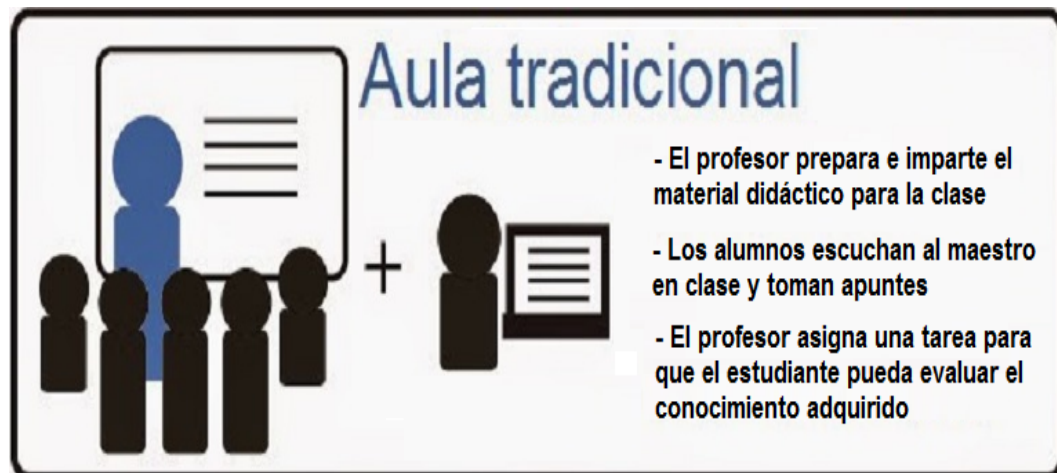 Aula tradicional
- El profesor prepara e imparte el
material didáctico para la clase
- Los alumnos escuchan al maestro
en clase y toman apuntes
- El profesor asigna una tarea para
que el estudiante pueda evaluar el
conocimiento adquirido